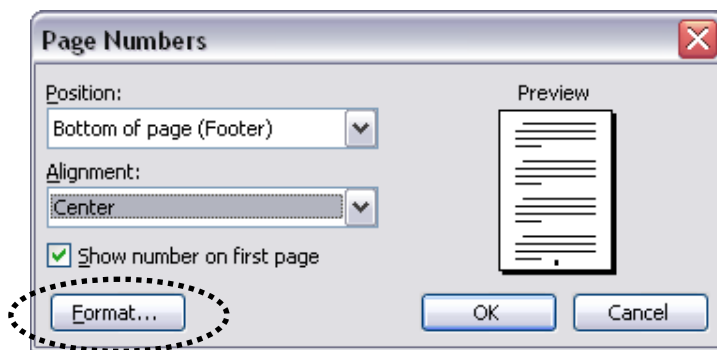 Page Numbers
Position:
Preview
Bottom of page (Footer)
Alignment:
Center
Show number on first page
Format...
OK
Cancel